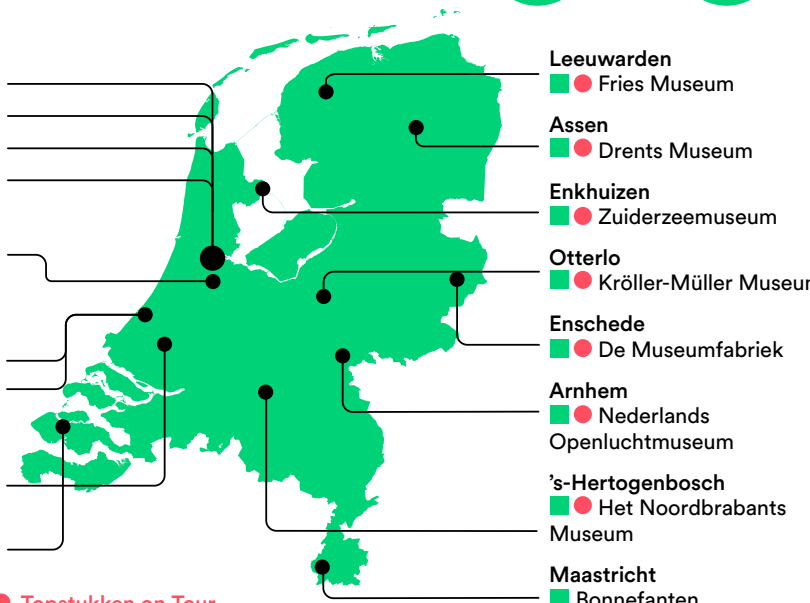 Leeuwarden
Fries Museum
Assen
Drents Museum
Enkhuizen
Zuiderzeemuseum
Otterlo
Kröller-Müller Museum
Enschede
De Museumfabriek
Arnhem
Nederlands
Openluchtmuseum
’s-Hertogenbosch
Het Noordbrabants
Museum
Maastricht
Bonnefanten
Topstukken on Tour